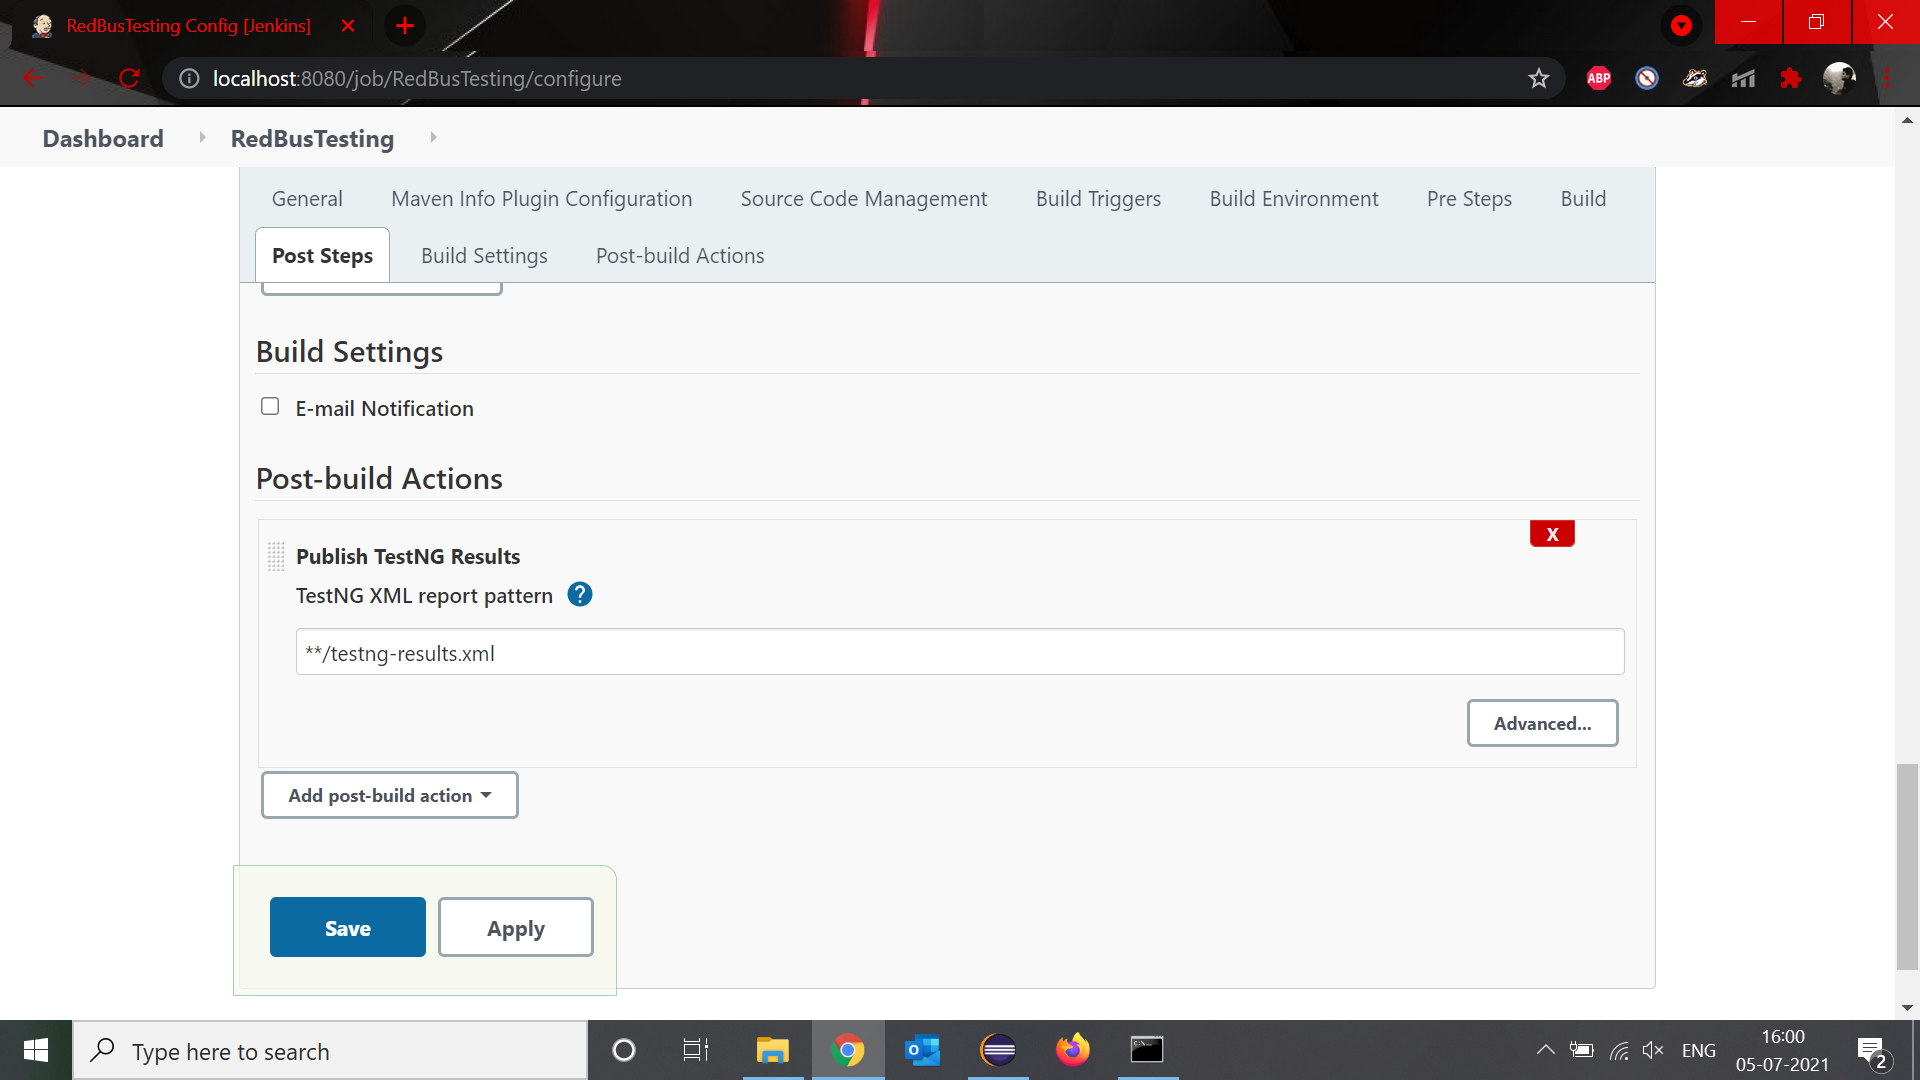 RedBusTesting Config [Jenkins]
localhost:8080/job/RedBusTesting/configure
ABP
Dashboard RedBusTesting
General Maven Info Plugin Configuration Source Code Management Build Triggers Build Environment Pre Steps Build
Post Steps Build Settings Post-build Actions
Build Settings
E-mail Notification
Post-build Actions
X
Publish TestNG Results
TestNG XML report pattern ?
**/testng-results.xml
Advanced...
Add post-build action
Save Apply
Type here to search
ENG
16:00
05-07-2021
2